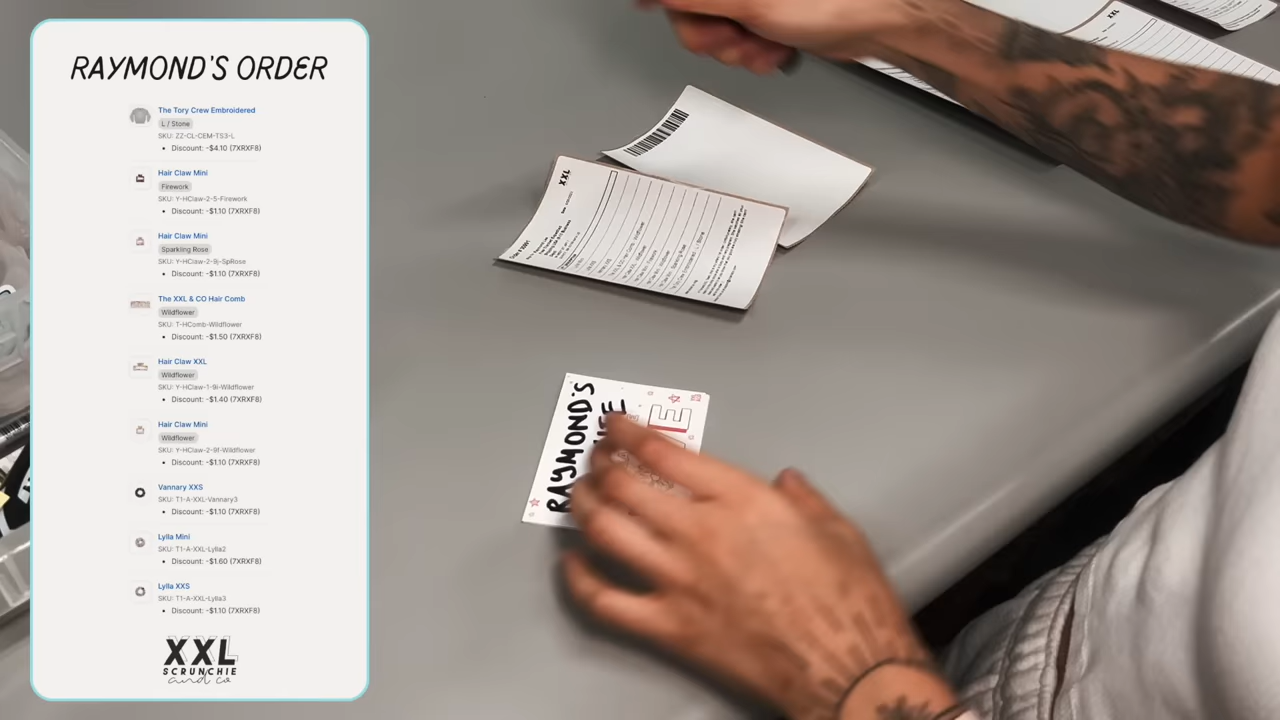 RAYMOND'S ORDER
The Tory Crew Embroidered
L / Stone
SKU: ZZ-CL-CEM-TS3-L
• Discount: -$4.10 (7XRXF8)
Hair Claw Mini
Firework
SKU: Y-HClaw-2-5-Firework
• Discount: -$1.10 (7XRXF8)
Hair Claw Mini
Sparkling Rose
SKU: Y-HClaw-2-9j-SpRose
• Discount: -$1.10 (7XRXF8)
The XXL & CO Hair Comb
Wildflower
SKU: T-HComb-Wildflower
• Discount: -$1.50 (7XRXF8)
Hair Claw XXL
Wildflower
SKU: Y-HClaw-1-9i-Wildflower
• Discount: -$1.40 (7XRXF8)
Hair Claw Mini
Wildflower
SKU: Y-HClaw-2-9f-Wildflower
• Discount: -$1.10 (7XRXF8)
Vannary XXS
SKU: T1-A-XXL-Vannary3
• Discount: -$1.10 (7XRXF8)
Lylla Mini
SKU: T1-A-XXL-Lylla2
• Discount: -$1.60 (7XRXF8)
Lylla XXS
SKU: T1-A-XXL-Lylla3
• Discount: -$1.10 (7XRXF8)
XXL
SCRUNCHIE
and co
XXL
XXL
RAYMOND'S